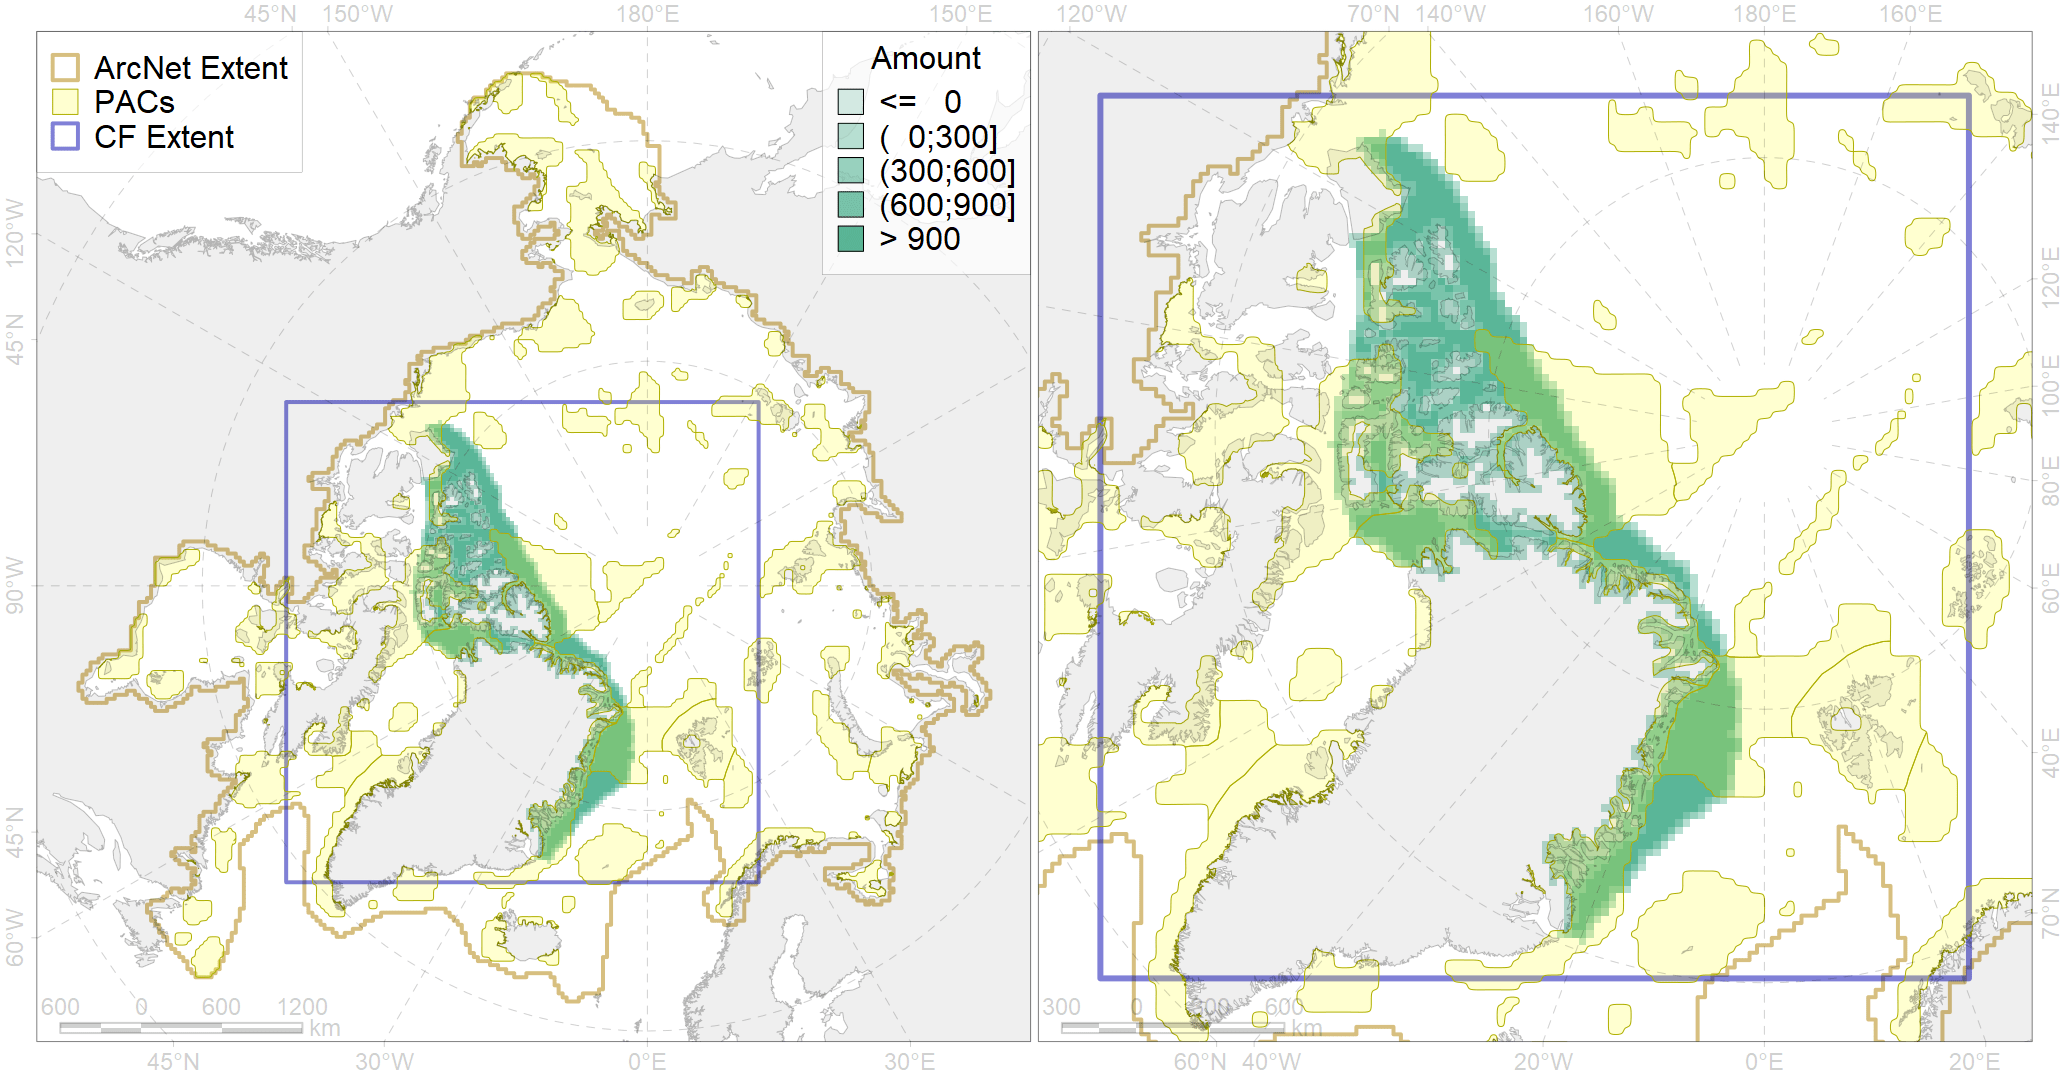 45°N 150°W 180°E 150°E
120°W 70°N 140°W 160°W 180°E 160°E
ArcNet Extent
PACs
CF Extent
Amount
<= 0
( 0;300]
(300;600]
(600;900]
> 900
120°W
45°N
90°W
45°N
60°W
140°E
120°E
100°E
80°E
60°E
40°E
70°N
600 0 600 1200
km
300 0 600
km
45°N 30°W 0°E 30°E
60°N 40°W 20°W 0°E 20°E